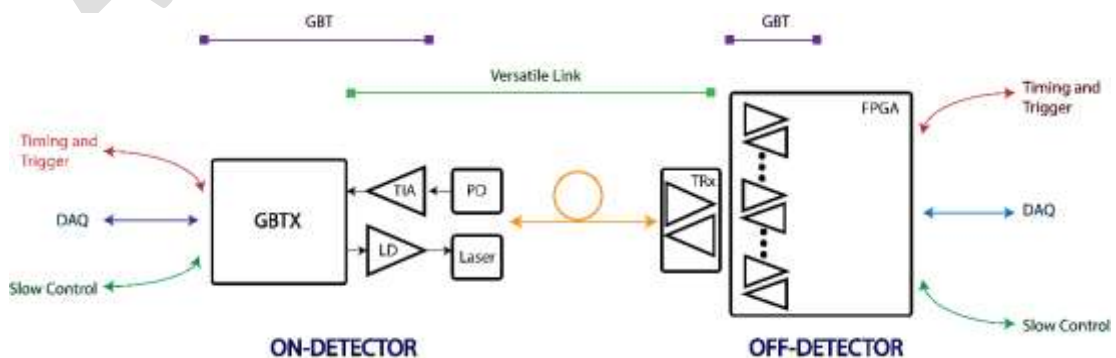 GBT
GBT
Versatile Link
FPGA
Timing and
Trigger
Timing and
Trigger
TIA
PD
TRx
DAQ
GBTX
DAQ
LD
Laser
Slow Control
Slow Control
ON-DETECTOR
OFF-DETECTOR